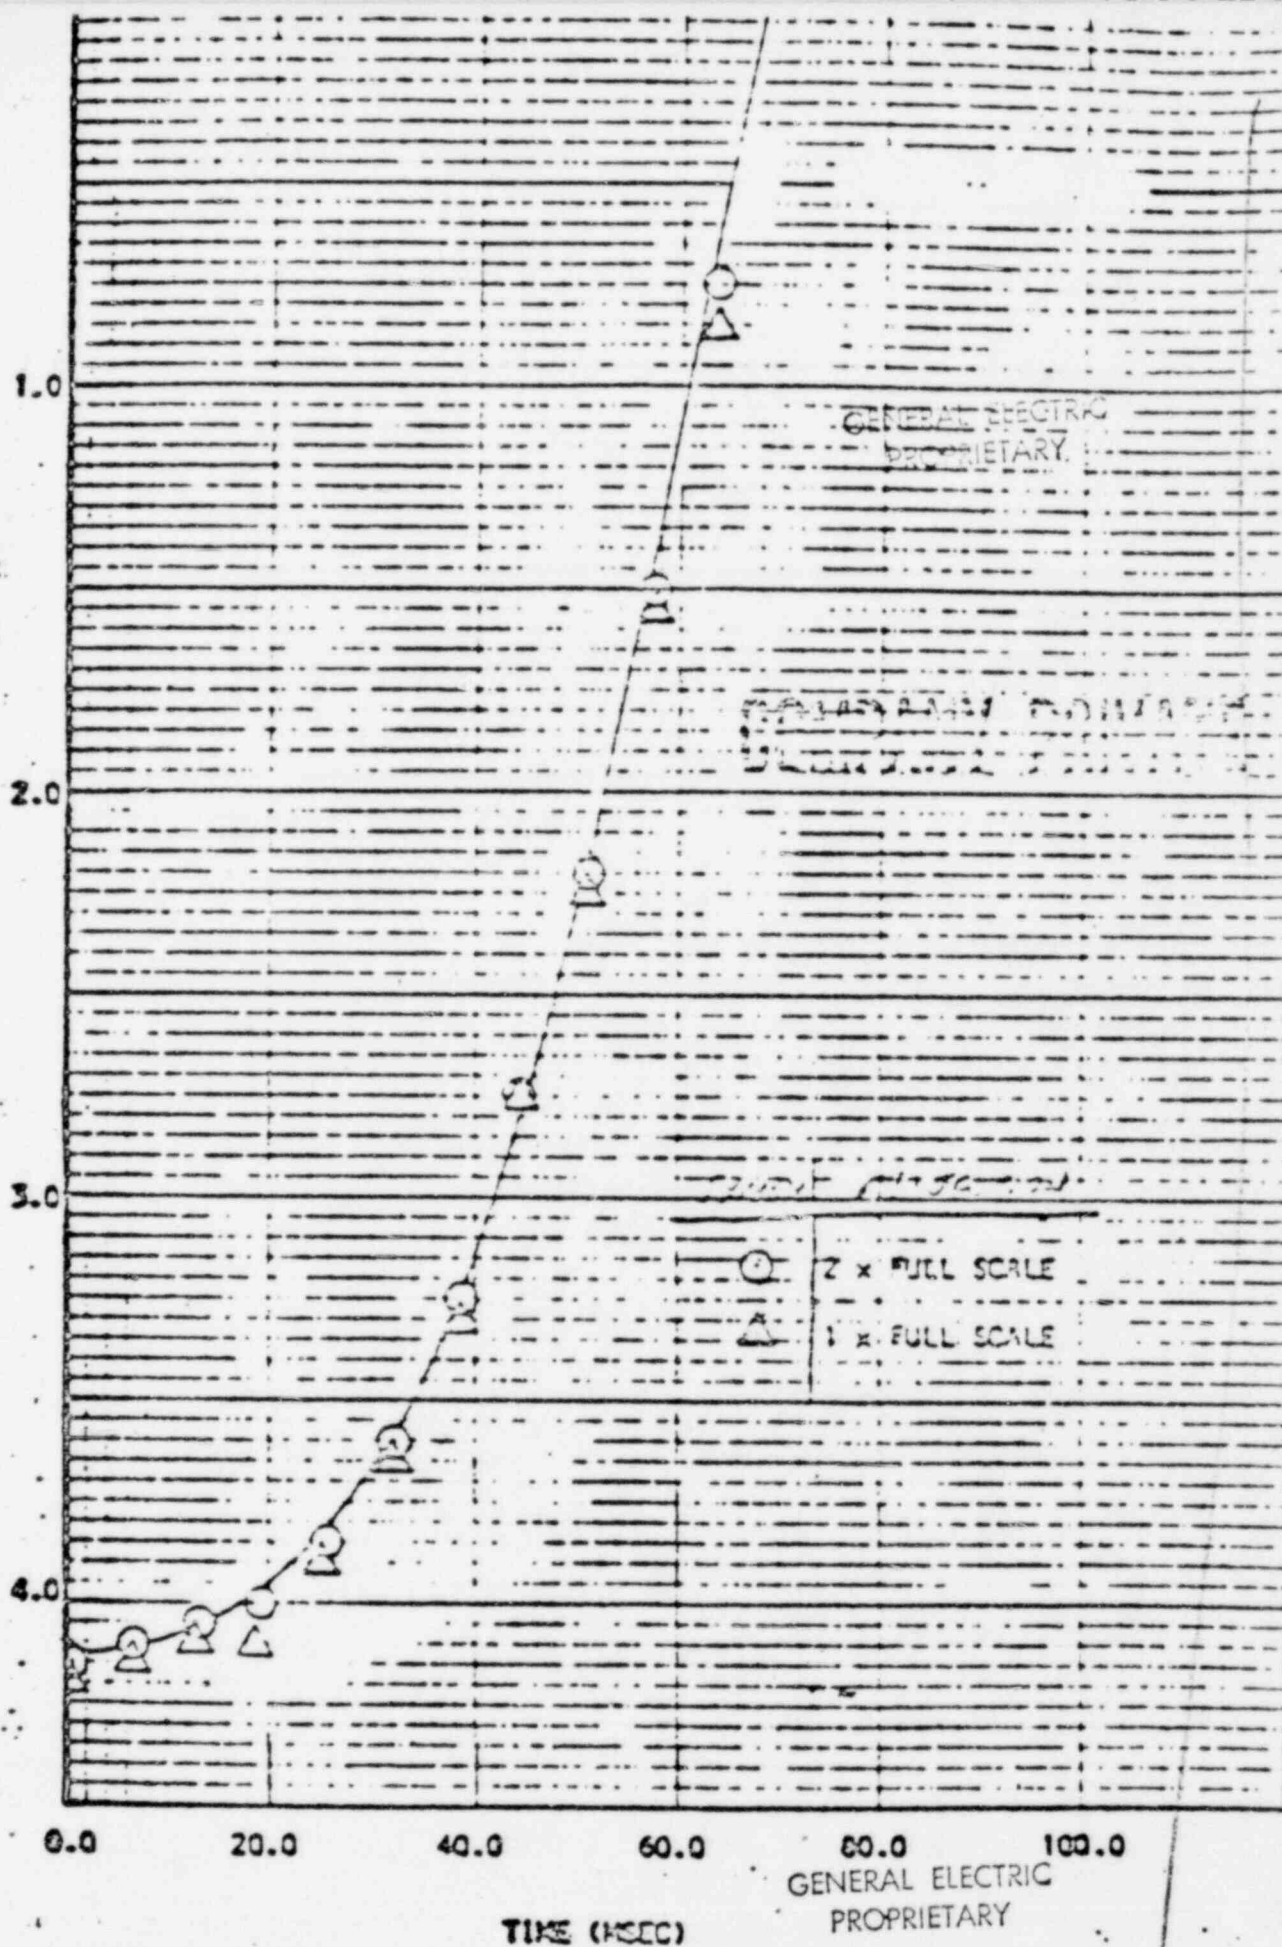 1.0
GENERAL ELECTRIC
PROPRIETARY
2.0
3.0
2 x FULL SCALE
1 x FULL SCALE
4.0
0.0 20.0 40.0 60.0 80.0 100.0
GENERAL ELECTRIC
PROPRIETARY
TIME (MSEC)